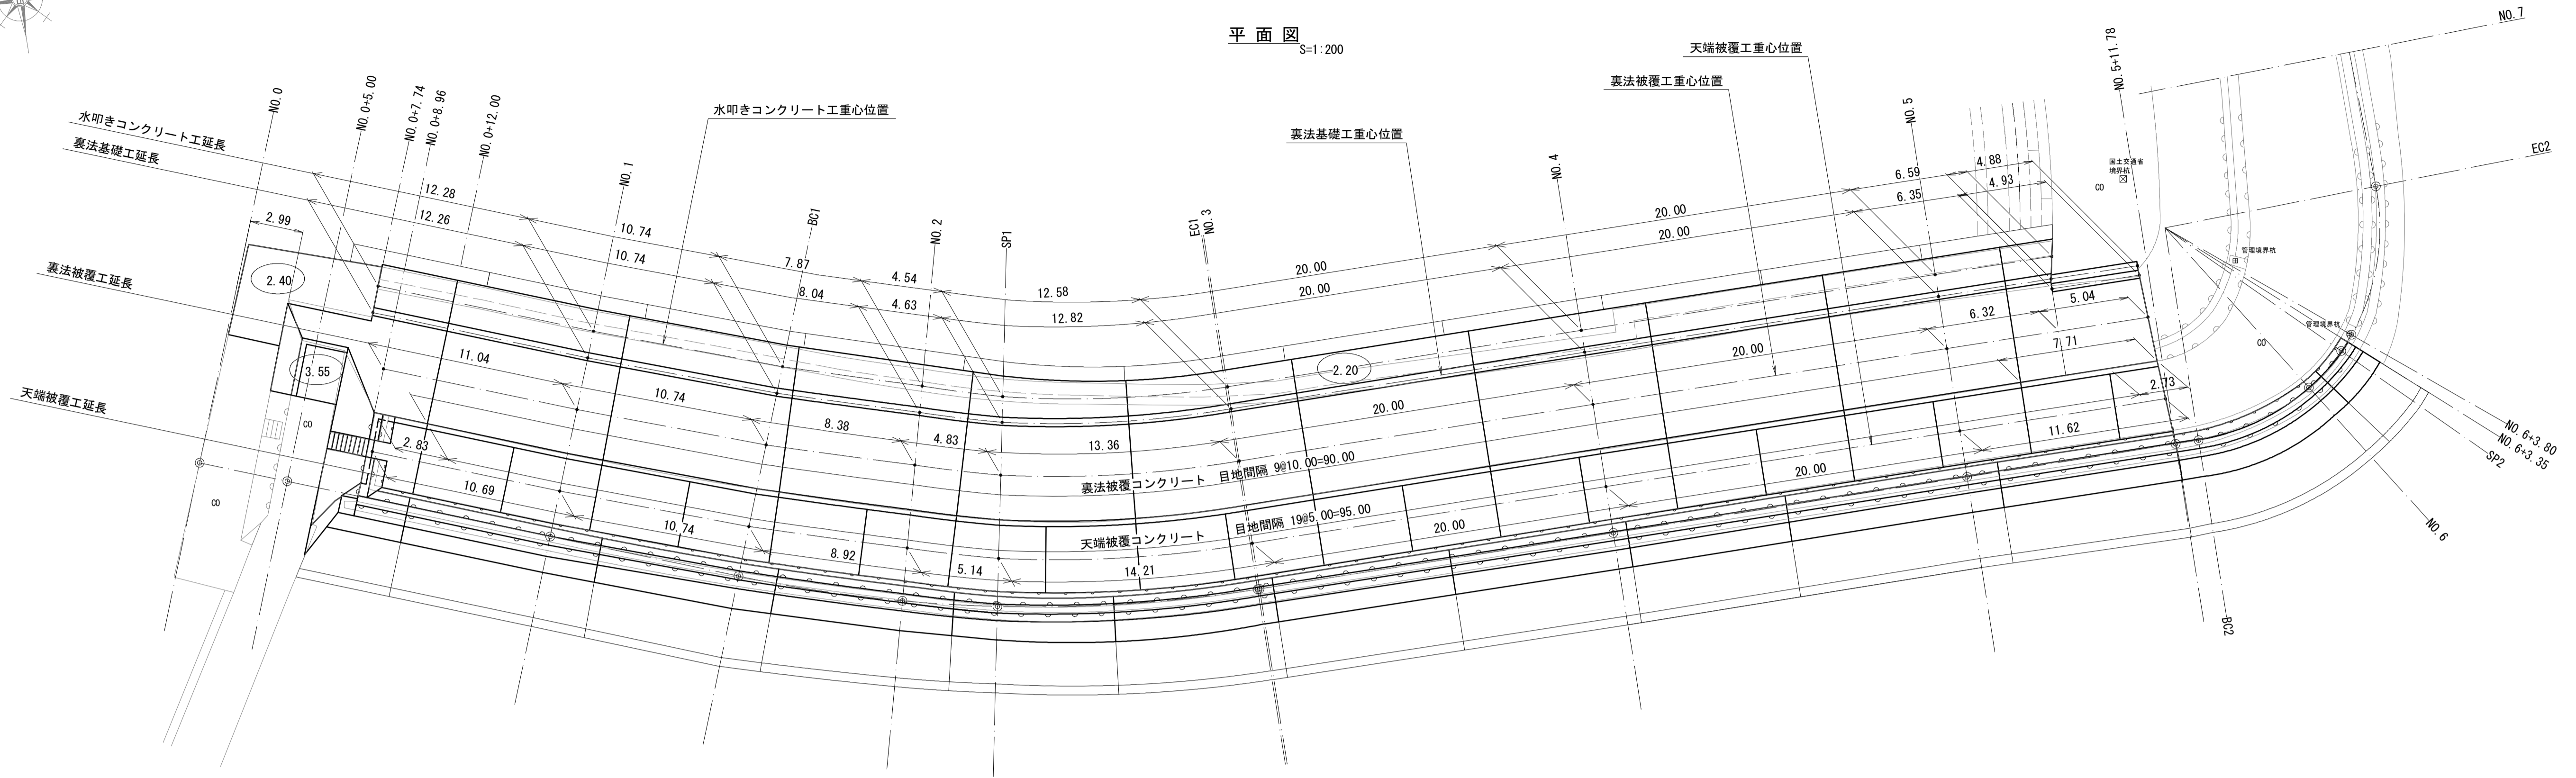 平面図
S=1:200
NO.7
天端被覆工重心位置
裏法被覆工重心位置
水叩きコンクリート工重心位置
裏法基礎工重心位置
NO.0
NO.0+5.00
NO.0+7.74
NO.0+8.96
NO.0+12.00
NO.1
BC1
NO.2
SP1
EC1
NO.3
NO.4
NO.5
NO.5+11.78
EC2
国土交通省
境界杭
CO
管理境界杭
管理境界杭
CO
水叩きコンクリート工延長
12.28
10.74
7.87
4.54
12.58
20.00
20.00
6.59
4.88
裏法基礎工延長
12.26
10.74
8.04
4.63
12.82
20.00
20.00
6.35
4.93
2.99
2.40
3.55
2.20
裏法被覆工延長
11.04
10.74
8.38
4.83
13.36
20.00
20.00
6.32
5.04
7.71
2.73
裏法被覆コンクリート 目地間隔 9@10.00=90.00
天端被覆コンクリート 目地間隔 19@5.00=95.00
天端被覆工延長
2.83
10.69
10.74
8.92
5.14
14.21
20.00
20.00
11.62
CO
CO
NO.6+3.80
NO.6+3.35
SP2
NO.6
BC2